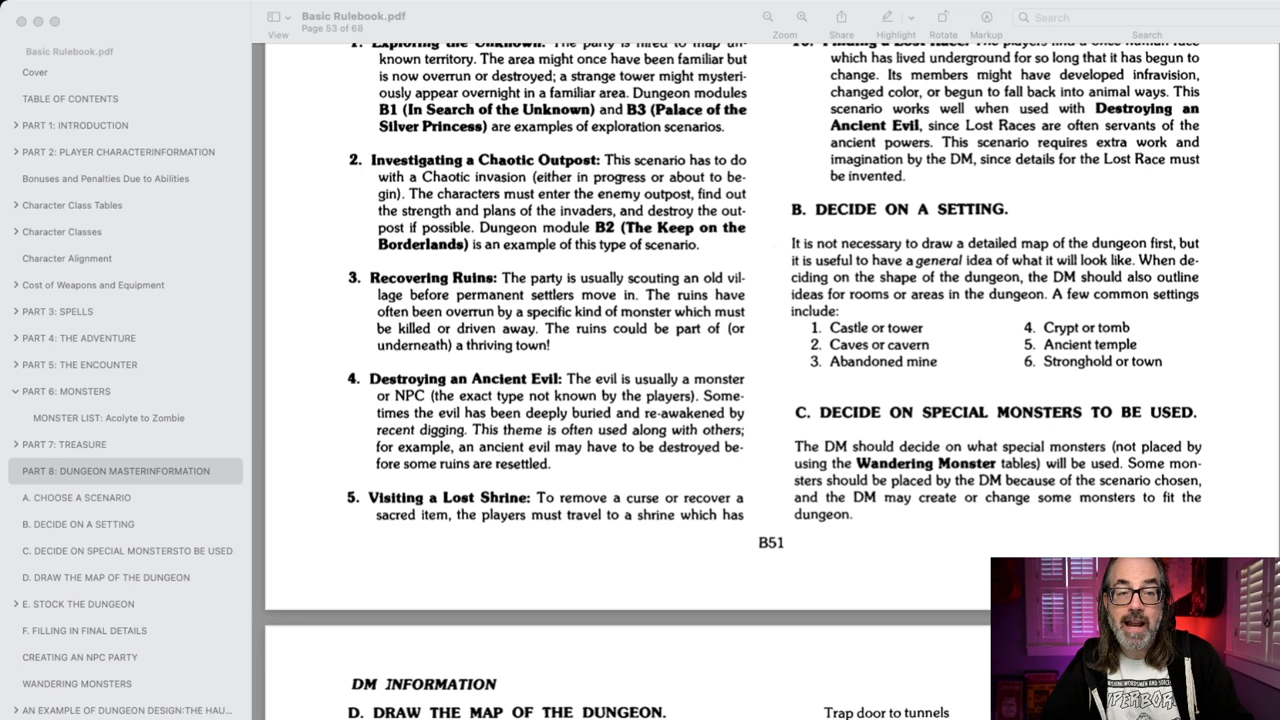 Basic Rulebook.pdf
Page 53 of 68
View
Zoom
Share
Highlight
Rotate
Markup
Search
Search
Basic Rulebook.pdf
Cover
TABLE OF CONTENTS
PART 1: INTRODUCTION
PART 2: PLAYER CHARACTERINFORMATION
Bonuses and Penalties Due to Abilities
Character Class Tables
Character Classes
Character Alignment
Cost of Weapons and Equipment
PART 3: SPELLS
PART 4: THE ADVENTURE
PART 5: THE ENCOUNTER
PART 6: MONSTERS
MONSTER LIST: Acolyte to Zombie
PART 7: TREASURE
PART 8: DUNGEON MASTERINFORMATION
A. CHOOSE A SCENARIO
B. DECIDE ON A SETTING
C. DECIDE ON SPECIAL MONSTERSTO BE USED
D. DRAW THE MAP OF THE DUNGEON
E. STOCK THE DUNGEON
F. FILLING IN FINAL DETAILS
CREATING AN NPC PARTY
WANDERING MONSTERS
AN EXAMPLE OF DUNGEON DESIGN:THE HAU...
1. Exploring the Unknown: The party is hired to map un-
known territory. The area might once have been familiar but
is now overrun or destroyed; a strange tower might mysteri-
ously appear overnight in a familiar area. Dungeon modules
B1 (In Search of the Unknown) and B3 (Palace of the
Silver Princess) are examples of exploration scenarios.
2. Investigating a Chaotic Outpost: This scenario has to do
with a Chaotic invasion (either in progress or about to be-
gin). The characters must enter the enemy outpost, find out
the strength and plans of the invaders, and destroy the out-
post if possible. Dungeon module B2 (The Keep on the
Borderlands) is an example of this type of scenario.
3. Recovering Ruins: The party is usually scouting an old vil-
lage before permanent settlers move in. The ruins have
often been overrun by a specific kind of monster which must
be killed or driven away. The ruins could be part of (or
underneath) a thriving town!
4. Destroying an Ancient Evil: The evil is usually a monster
or NPC (the exact type not known by the players). Some-
times the evil has been deeply buried and re-awakened by
recent digging. This theme is often used along with others;
for example, an ancient evil may have to be destroyed be-
fore some ruins are resettled.
5. Visiting a Lost Shrine: To remove a curse or recover a
sacred item, the players must travel to a shrine which has
10. Finding a Lost Race: The players find a once human race
which has lived underground for so long that it has begun to
change. Its members might have developed infravision,
changed color, or begun to fall back into animal ways. This
scenario works well when used with Destroying an
Ancient Evil, since Lost Races are often servants of the
ancient powers. This scenario requires extra work and
imagination by the DM, since details for the Lost Race must
be invented.
B. DECIDE ON A SETTING.
It is not necessary to draw a detailed map of the dungeon first, but
it is useful to have a general idea of what it will look like. When de-
ciding on the shape of the dungeon, the DM should also outline
ideas for rooms or areas in the dungeon. A few common settings
include:
1. Castle or tower
2. Caves or cavern
3. Abandoned mine
4. Crypt or tomb
5. Ancient temple
6. Stronghold or town
C. DECIDE ON SPECIAL MONSTERS TO BE USED.
The DM should decide on what special monsters (not placed by
using the Wandering Monster tables) will be used. Some mon-
sters should be placed by the DM because of the scenario chosen,
and the DM may create or change some monsters to fit the
dungeon.
B51
DM INFORMATION
D. DRAW THE MAP OF THE DUNGEON.
Trap door to tunnels